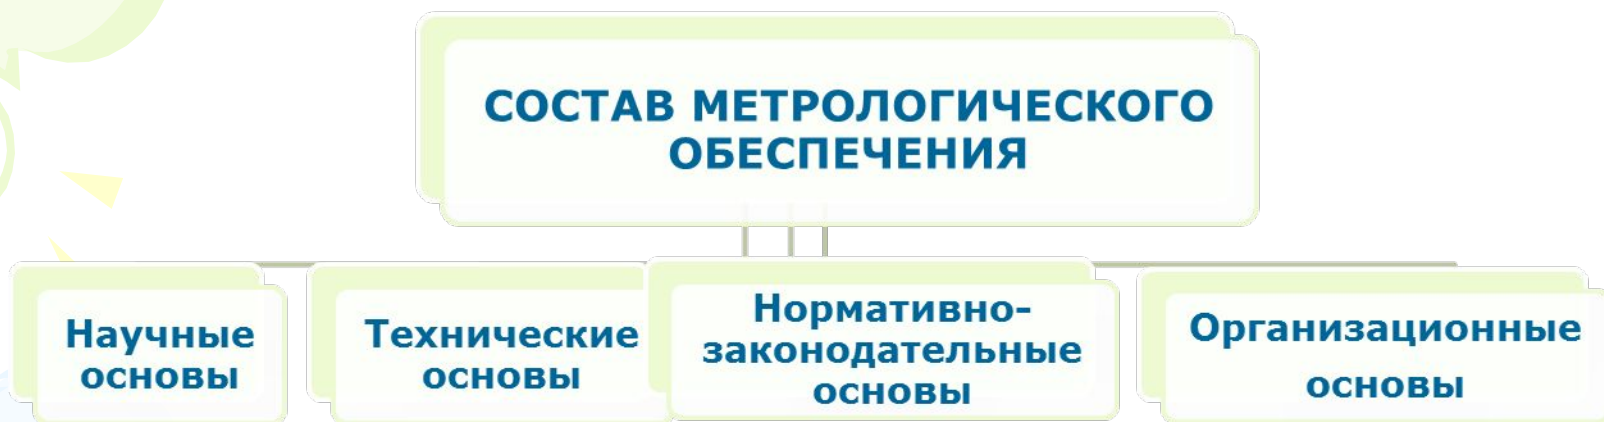 СОСТАВ МЕТРОЛОГИЧЕСКОГО
ОБЕСПЕЧЕНИЯ
Научные
основы
Технические
основы
Нормативно-
законодательные
основы
Организационные
основы